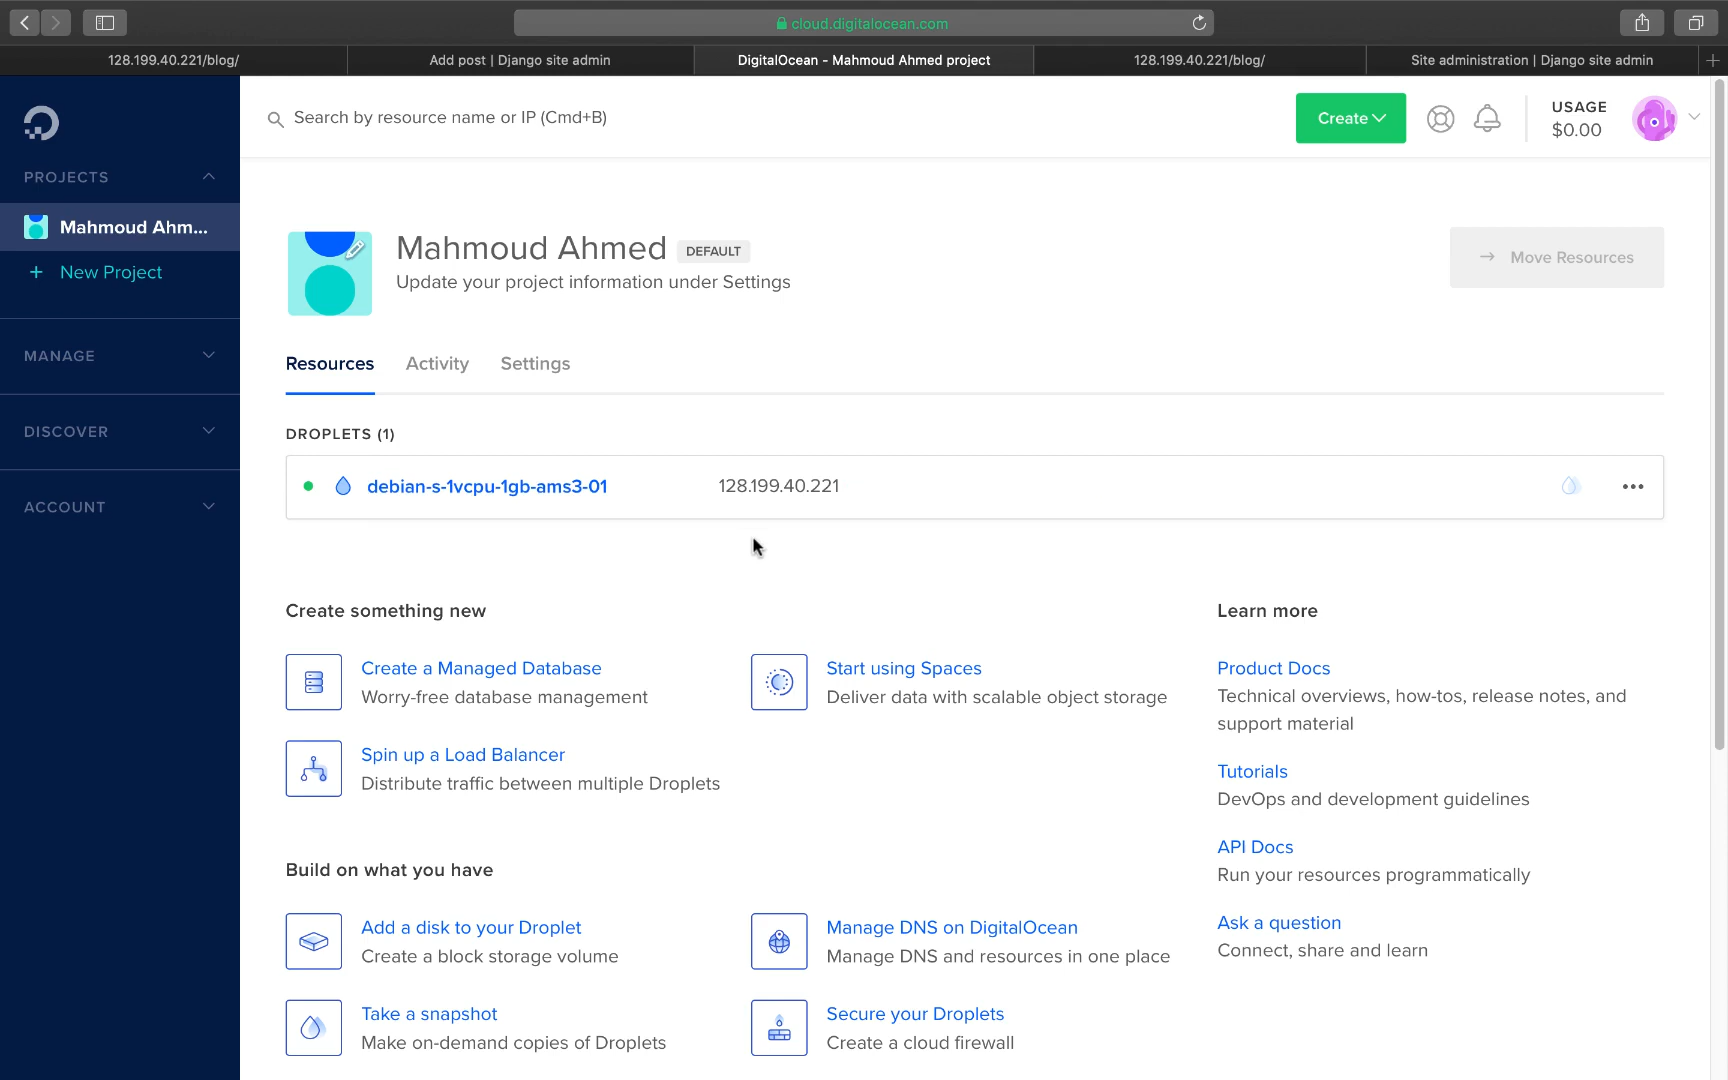 cloud.digitalocean.com
128.199.40.221/blog/
Add post | Django site admin
DigitalOcean - Mahmoud Ahmed project
128.199.40.221/blog/
Site administration | Django site admin
Search by resource name or IP (Cmd+B)
Create
USAGE
$0.00
PROJECTS
Mahmoud Ahm...
+ New Project
MANAGE
DISCOVER
ACCOUNT
Mahmoud Ahmed DEFAULT
Update your project information under Settings
→ Move Resources
Resources Activity Settings
DROPLETS (1)
debian-s-1vcpu-1gb-ams3-01 128.199.40.221
Create something new
Create a Managed Database
Worry-free database management
Start using Spaces
Deliver data with scalable object storage
Spin up a Load Balancer
Distribute traffic between multiple Droplets
Build on what you have
Add a disk to your Droplet
Create a block storage volume
Manage DNS on DigitalOcean
Manage DNS and resources in one place
Take a snapshot
Make on-demand copies of Droplets
Secure your Droplets
Create a cloud firewall
Learn more
Product Docs
Technical overviews, how-tos, release notes, and
support material
Tutorials
DevOps and development guidelines
API Docs
Run your resources programmatically
Ask a question
Connect, share and learn